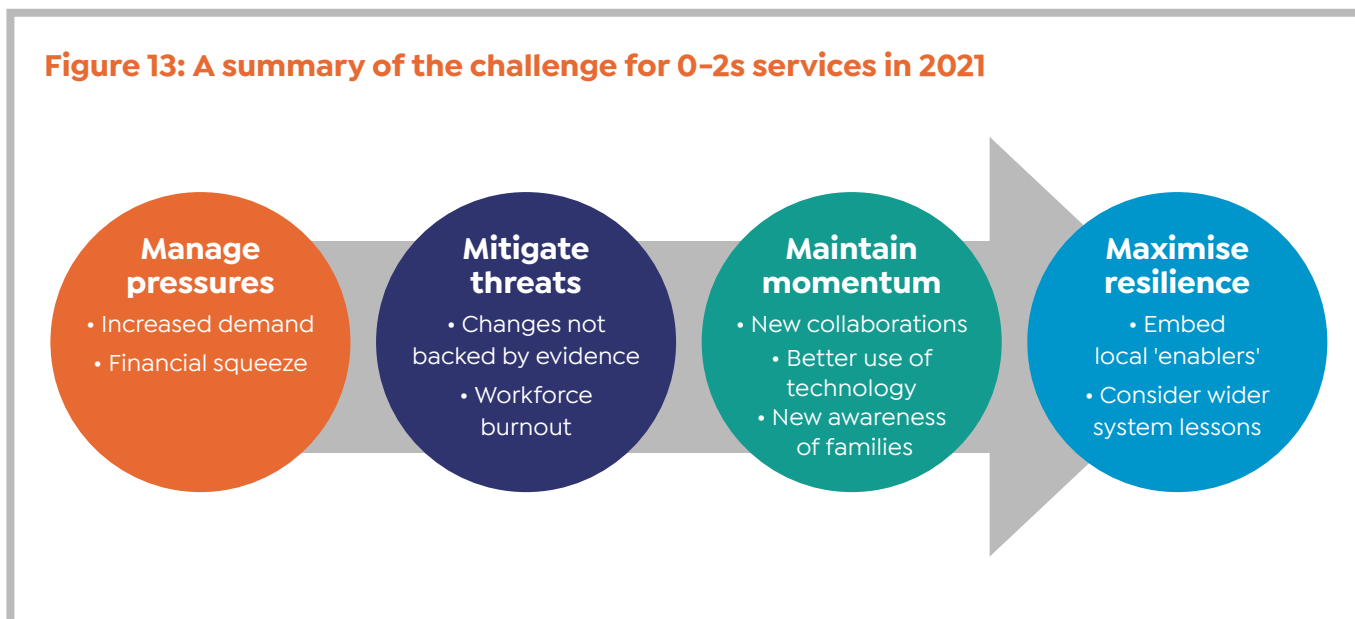 Figure 13: A summary of the challenge for 0-2s services in 2021
Manage
pressures
• Increased demand
• Financial squeeze
Mitigate
threats
• Changes not
backed by evidence
• Workforce
burnout
Maintain
momentum
• New collaborations
• Better use of
technology
• New awareness
of families
Maximise
resilience
• Embed
local 'enablers'
• Consider wider
system lessons